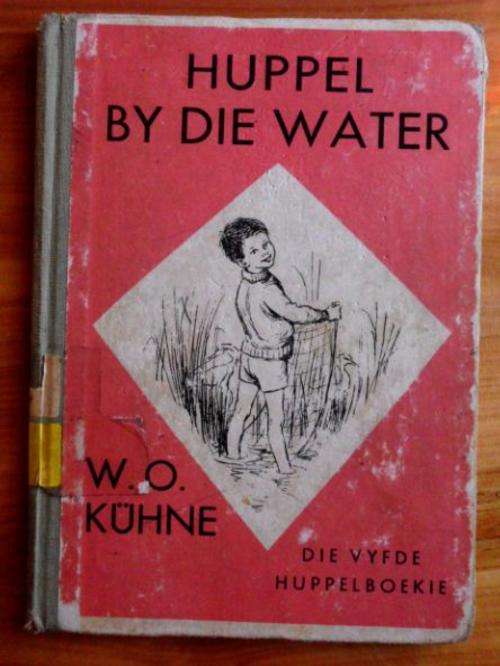 HUPPEL
BY DIE WATER
W. O.
KÜHNE
DIE VYFDE
HUPPELBOEKIE